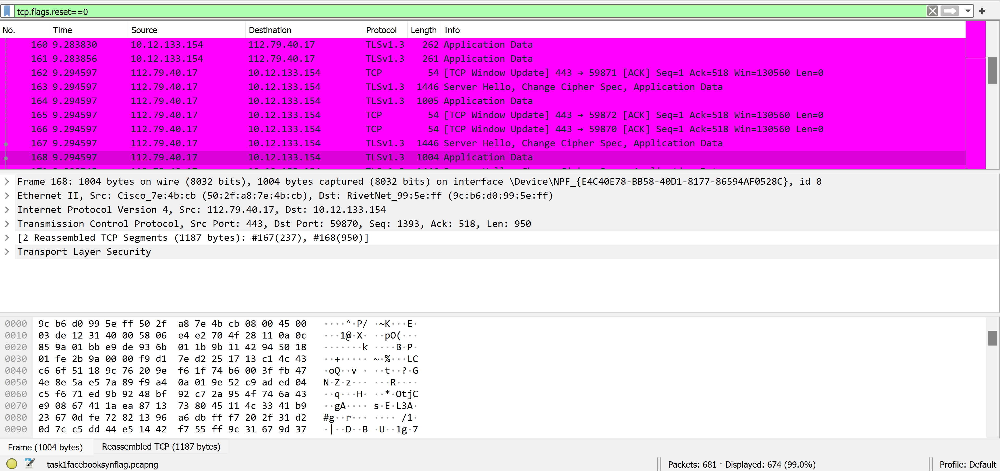 tcp.flags.reset==0
No. Time Source Destination Protocol Length Info
160 9.283830 10.12.133.154 112.79.40.17 TLSv1.3 262 Application Data
161 9.283856 10.12.133.154 112.79.40.17 TLSv1.3 261 Application Data
162 9.294597 112.79.40.17 10.12.133.154 TCP 54 [TCP Window Update] 443 → 59871 [ACK] Seq=1 Ack=518 Win=130560 Len=0
163 9.294597 112.79.40.17 10.12.133.154 TLSv1.3 1446 Server Hello, Change Cipher Spec, Application Data
164 9.294597 112.79.40.17 10.12.133.154 TLSv1.3 1005 Application Data
165 9.294597 112.79.40.17 10.12.133.154 TCP 54 [TCP Window Update] 443 → 59872 [ACK] Seq=1 Ack=518 Win=130560 Len=0
166 9.294597 112.79.40.17 10.12.133.154 TCP 54 [TCP Window Update] 443 → 59870 [ACK] Seq=1 Ack=518 Win=130560 Len=0
167 9.294597 112.79.40.17 10.12.133.154 TLSv1.3 1446 Server Hello, Change Cipher Spec, Application Data
168 9.294597 112.79.40.17 10.12.133.154 TLSv1.3 1004 Application Data
Frame 168: 1004 bytes on wire (8032 bits), 1004 bytes captured (8032 bits) on interface \Device\NPF_{E4C40E78-BB58-40D1-8177-86594AF0528C}, id 0
Ethernet II, Src: Cisco_7e:4b:cb (50:2f:a8:7e:4b:cb), Dst: RivetNet_99:5e:ff (9c:b6:d0:99:5e:ff)
Internet Protocol Version 4, Src: 112.79.40.17, Dst: 10.12.133.154
Transmission Control Protocol, Src Port: 443, Dst Port: 59870, Seq: 1393, Ack: 518, Len: 950
[2 Reassembled TCP Segments (1187 bytes): #167(237), #168(950)]
Transport Layer Security
0000 9c b6 d0 99 5e ff 50 2f a8 7e 4b cb 08 00 45 00 ····^·P/ ·~K···E·
0010 03 de 12 31 40 00 58 06 e4 e2 70 4f 28 11 0a 0c ···1@·X· ··pO(···
0020 85 9a 01 bb e9 de 93 6b 01 1b 9b 11 42 94 50 18 ·······k ····B·P·
0030 01 fe 2b 9a 00 00 f9 d1 7e d2 25 17 13 c1 4c 43 ··+····· ~·%···LC
0040 c6 6f 51 18 9c 76 20 9e f6 1f 74 b6 00 3f fb 47 ·oQ··v · ··t··?·G
0050 4e 8e 5a e5 7a 89 f9 a4 0a 01 9e 52 c9 ad ed 04 N·Z·z··· ···R····
0060 c5 f6 71 ed 9b 92 48 bf 92 c7 2a 95 4f 74 6a 43 ··q···H· ··*·OtjC
0070 e9 08 67 41 1a ea 87 13 73 80 45 11 4c 33 41 b9 ··gA···· s·E·L3A·
0080 23 67 0d fe 72 82 13 96 a6 db ff f7 20 2f 31 d2 #g··r··· ···· /1·
0090 0d 7c c5 dd 44 e5 14 42 f7 55 ff 9c 31 67 9d 37 ·|··D··B ·U··1g·7
Frame (1004 bytes) Reassembled TCP (1187 bytes)
task1facebooksynflag.pcapng Packets: 681 · Displayed: 674 (99.0%) Profile: Default